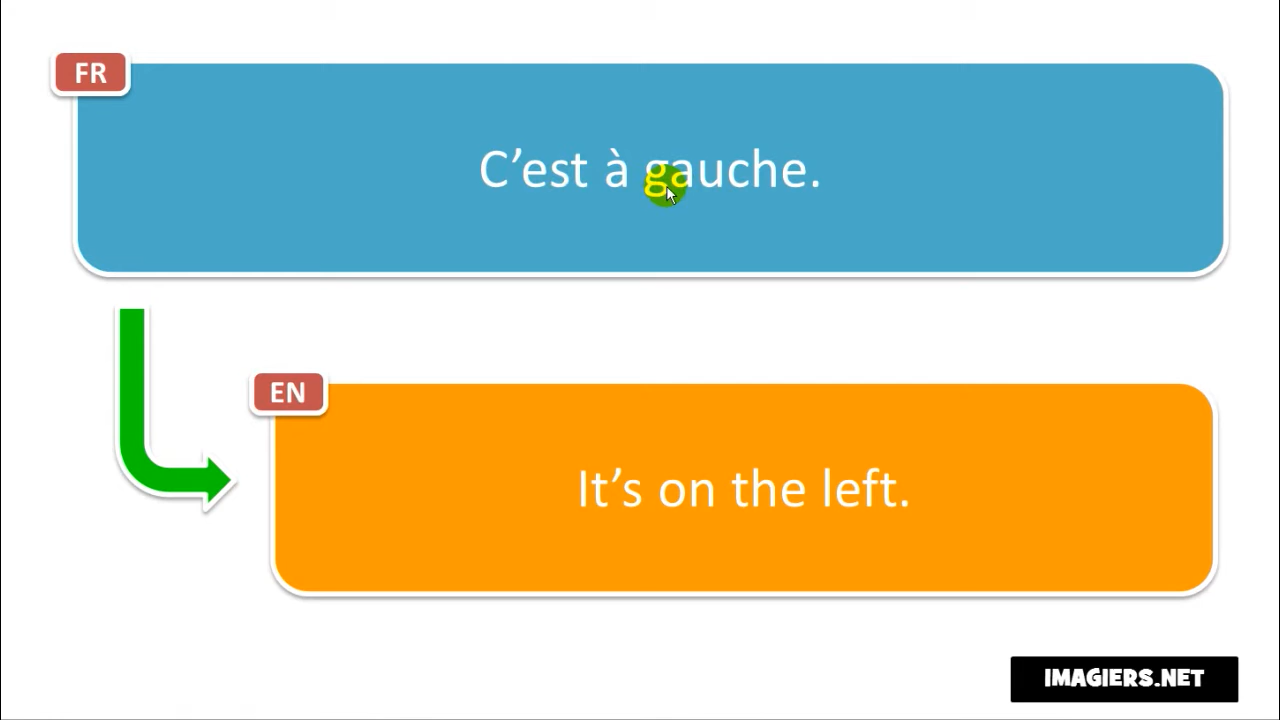 FR
C’est à gauche.
EN
It’s on the left.
IMAGIERS.NET